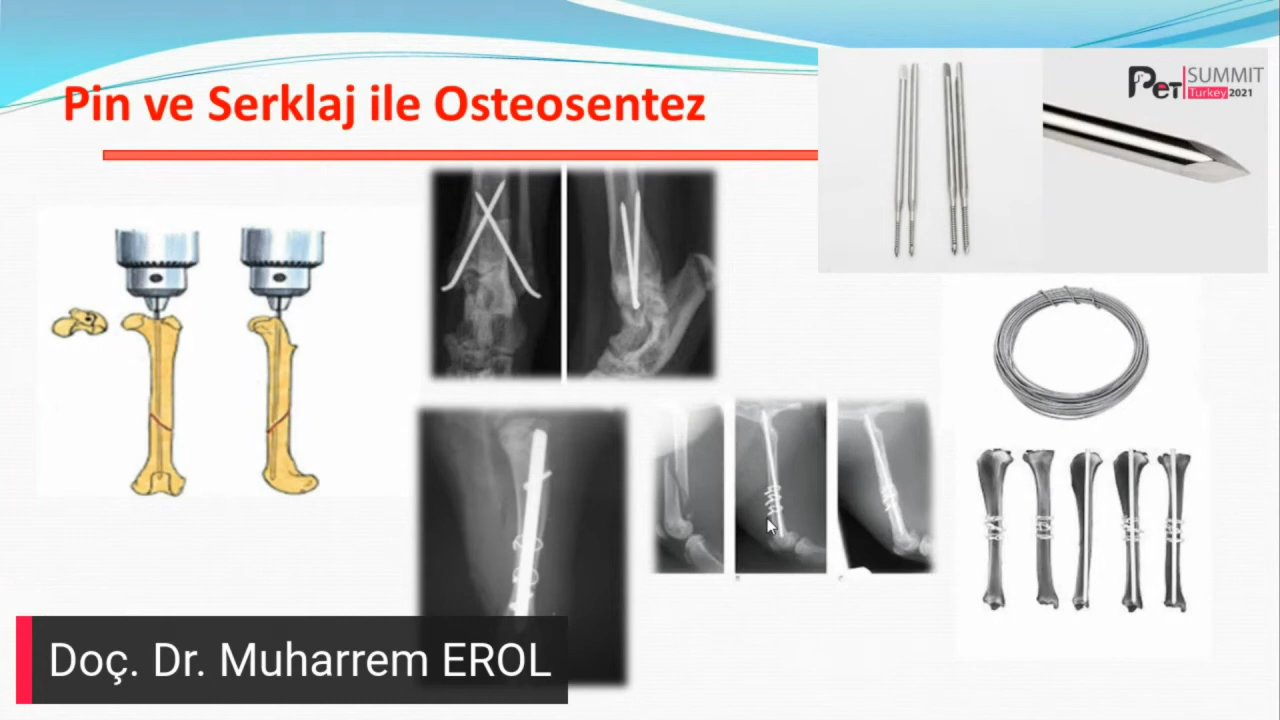 Pin ve Serklaj ile Osteosentez
PET SUMMIT
Turkey 2021
Doç. Dr. Muharrem EROL